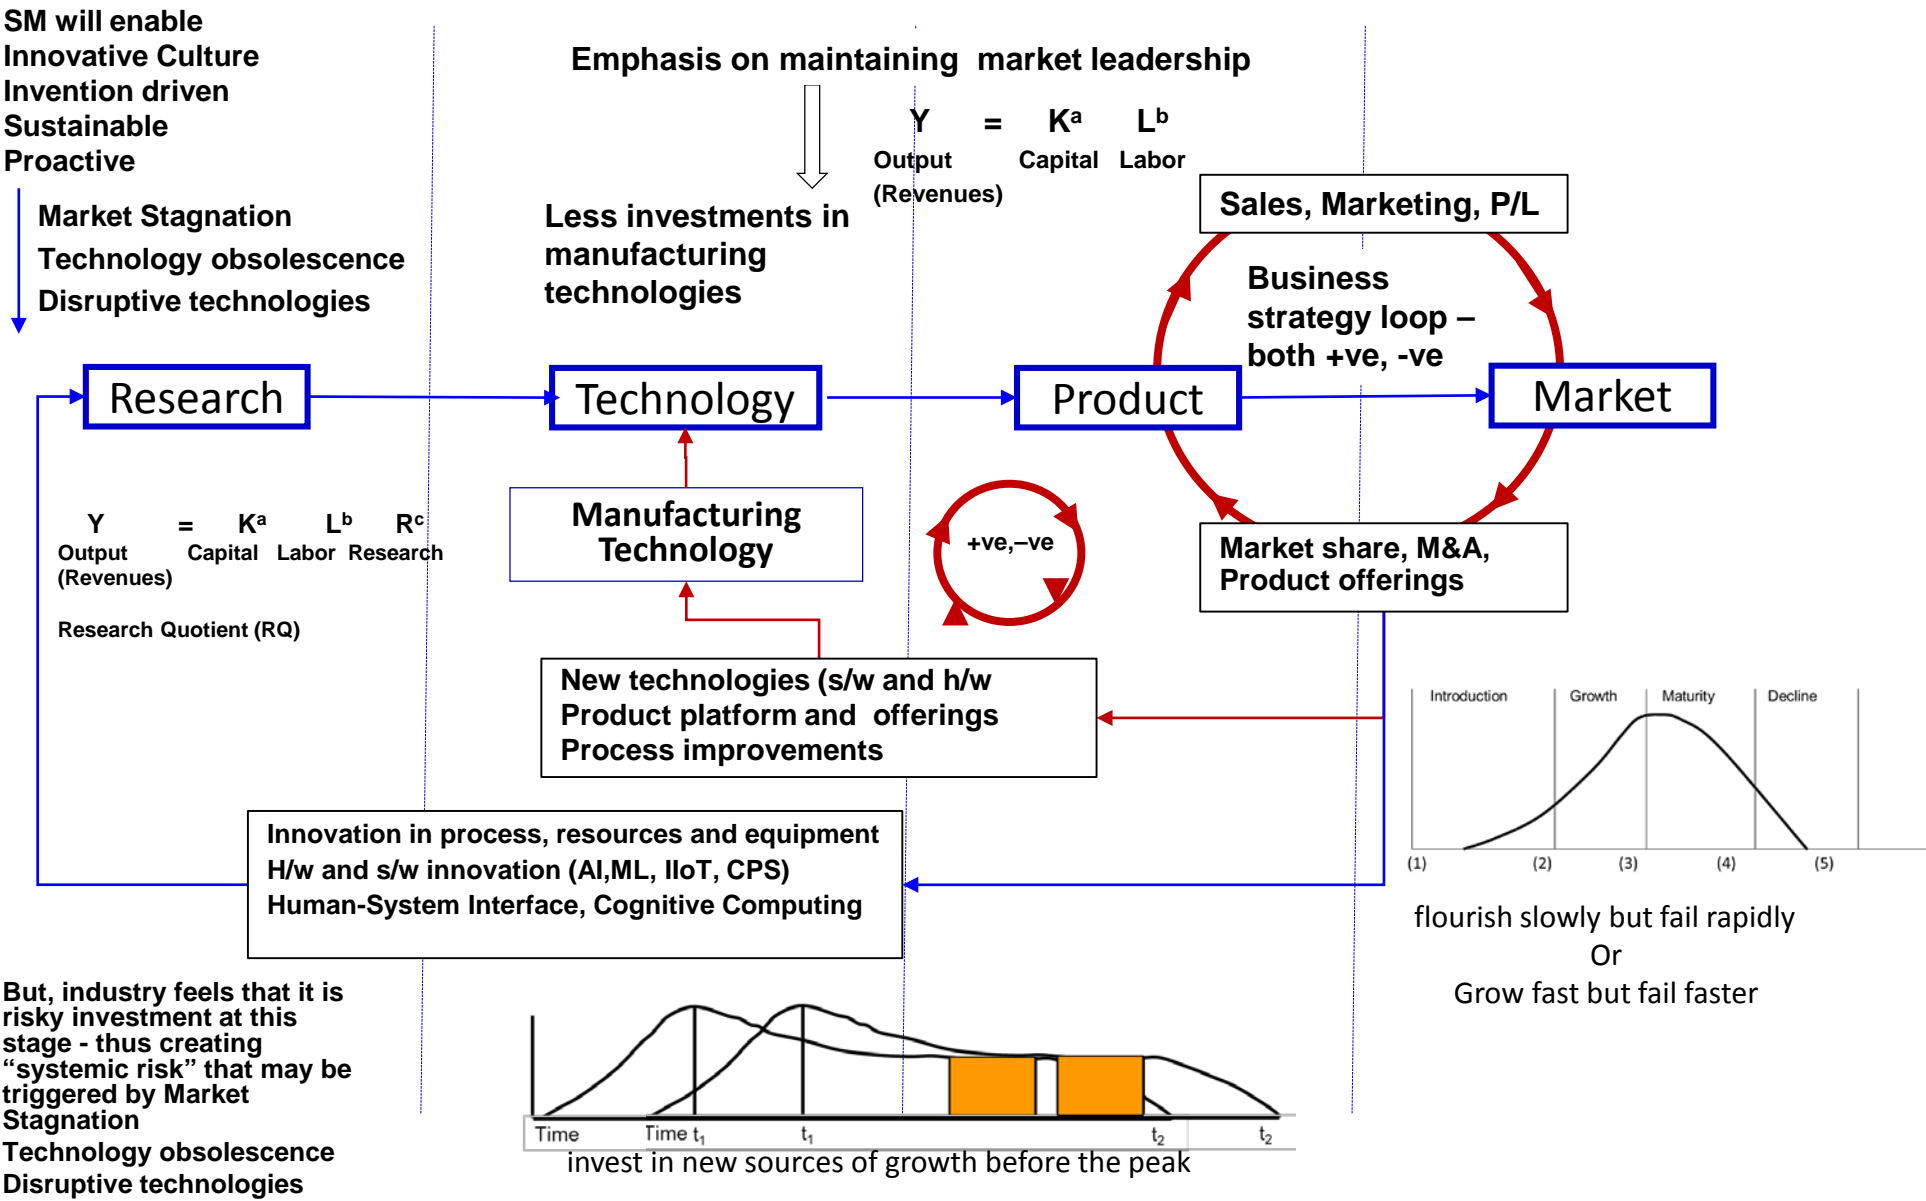 SM will enable
Innovative Culture
Invention driven
Sustainable
Proactive
Market Stagnation
Technology obsolescence
Disruptive technologies
Emphasis on maintaining market leadership
Y = Kᵃ Lᵇ
Output Capital Labor
(Revenues)
Less investments in
manufacturing
technologies
Sales, Marketing, P/L
Business
strategy loop –
both +ve, -ve
Research
Technology
Product
Market
Manufacturing
Technology
+ve,–ve
Market share, M&A,
Product offerings
Y = Kᵃ Lᵇ Rᶜ
Output Capital Labor Research
(Revenues)
Research Quotient (RQ)
New technologies (s/w and h/w
Product platform and offerings
Process improvements
Innovation in process, resources and equipment
H/w and s/w innovation (AI,ML, IIoT, CPS)
Human-System Interface, Cognitive Computing
Introduction Growth Maturity Decline
(1) (2) (3) (4) (5)
flourish slowly but fail rapidly
Or
Grow fast but fail faster
But, industry feels that it is
risky investment at this
stage - thus creating
“systemic risk” that may be
triggered by Market
Stagnation
Technology obsolescence
Disruptive technologies
Time Time t₁ t₁ t₂ t₂
invest in new sources of growth before the peak